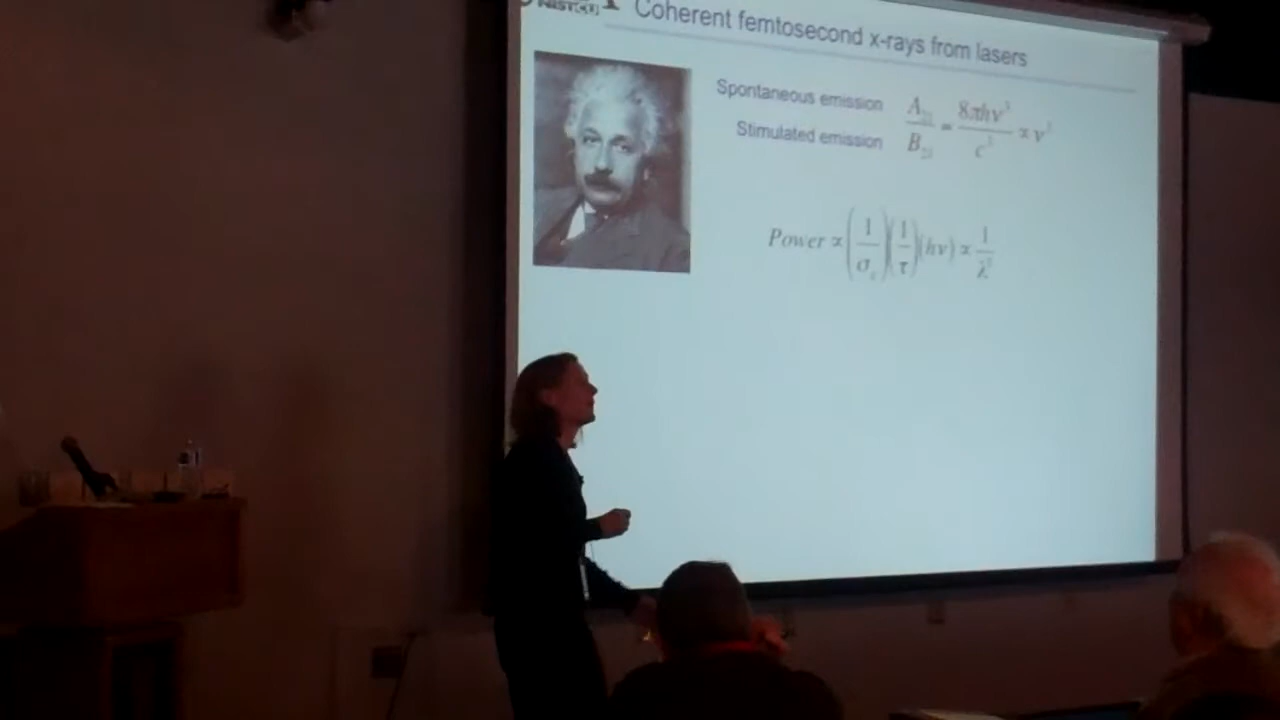 Coherent femtosecond x-rays from lasers
Spontaneous emission
Stimulated emission
A₂₁/B₂₁ = 8πhν³/c³ ∝ ν³
Power ∝ (1/σ)(1/τ)(hν) ∝ 1/λ